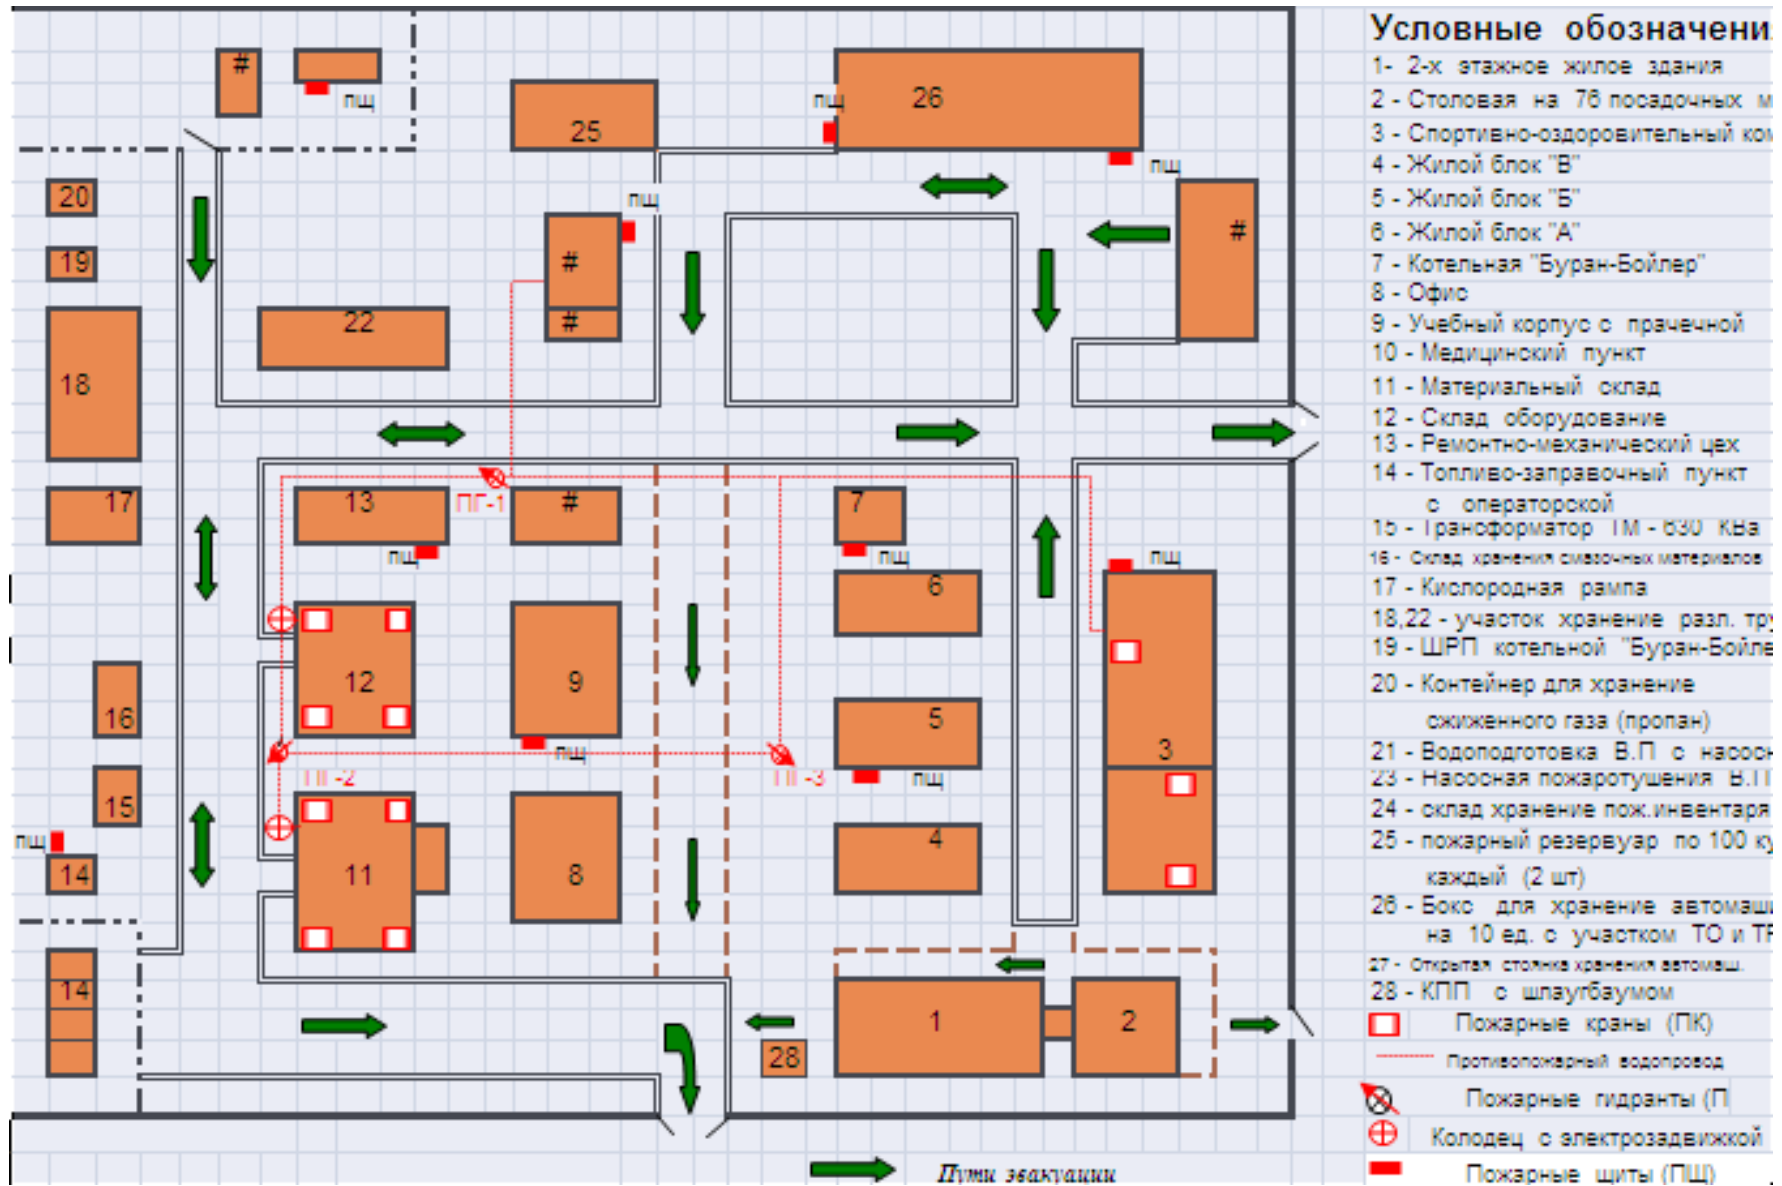 Условные обозначени
1- 2-х этажное жилое здания
2 - Столовая на 76 посадочных м
3 - Спортивно-оздоровительный ком
4 - Жилой блок "В"
5 - Жилой блок "Б"
6 - Жилой блок "А"
7 - Котельная "Буран-Бойлер"
8 - Офис
9 - Учебный корпус с прачечной
10 - Медицинский пункт
11 - Материальный склад
12 - Склад оборудование
13 - Ремонтно-механический цех
14 - Топливо-заправочный пункт
с операторской
15 - Трансформатор ТМ - 630 КВа
16 - Склад хранения смазочных материалов
17 - Кислородная рампа
18,22 - участок хранение разл. тру
19 - ШРП котельной "Буран-Бойле
20 - Контейнер для хранение
сжиженного газа (пропан)
21 - Водоподготовка В.П с насосн
23 - Насосная пожаротушения В.П
24 - склад хранение пож.инвентаря
25 - пожарный резервуар по 100 ку
каждый (2 шт)
26 - Бокс для хранение автомаши
на 10 ед. с участком ТО и ТР
27 - Открытая стоянка хранения автомаш.
28 - КПП с шлаугбаумом
Пожарные краны (ПК)
Противопожарный водопровод
Пожарные гидранты (П
Колодец с электрозадвижкой
Пожарные щиты (ПЩ)
#
пщ
25
пщ
26
пщ
20
пщ
#
19
#
22
#
18
17
13
ПГ-1
#
7
пщ
пщ
пщ
6
12
9
16
5
3
пщ
ПГ-2
ПГ-3
пщ
15
пщ
14
11
8
4
14
1
2
28
Пути эвакуации